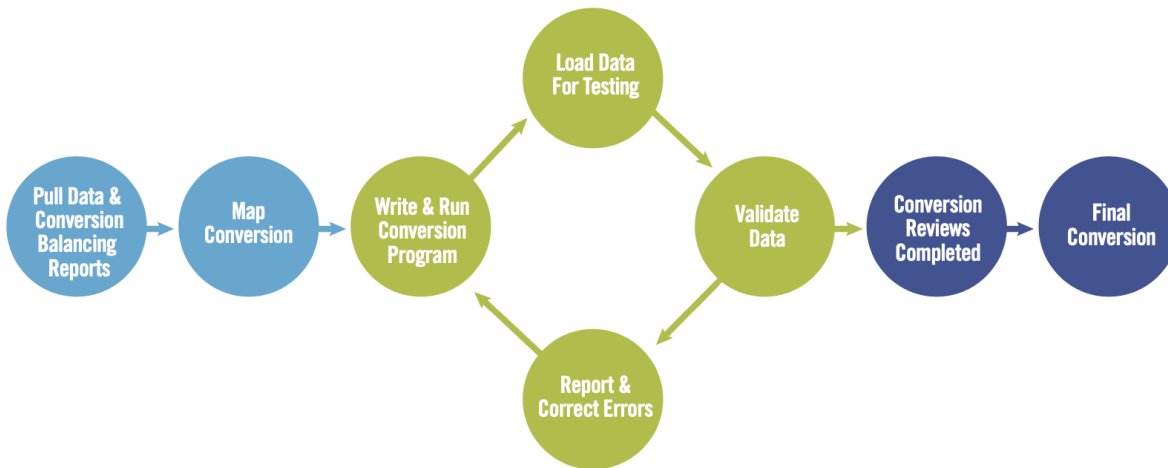 Pull Data &
Conversion
Balancing
Reports
Map
Conversion
Write & Run
Conversion
Program
Load Data
For Testing
Validate
Data
Report &
Correct Errors
Conversion
Reviews
Completed
Final
Conversion